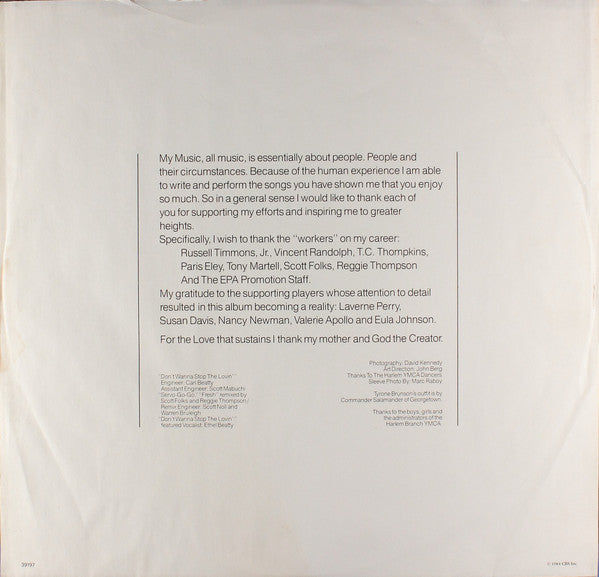 My Music, all music, is essentially about people. People and
their circumstances. Because of the human experience I am able
to write and perform the songs you have shown me that you enjoy
so much. So in a general sense I would like to thank each of
you for supporting my efforts and inspiring me to greater
heights.
Specifically, I wish to thank the "workers" on my career:
Russell Timmons, Jr., Vincent Randolph, T.C. Thompkins,
Paris Eley, Tony Martell, Scott Folks, Reggie Thompson
And The EPA Promotion Staff.
My gratitude to the supporting players whose attention to detail
resulted in this album becoming a reality: Laverne Perry,
Susan Davis, Nancy Newman, Valerie Apollo and Eula Johnson.
For the Love that sustains I thank my mother and God the Creator.
"Don't Wanna Stop The Lovin'"
Engineer: Carl Beatty
Assistant Engineer: Scott Mabuchi
"Servo Go-Go," "Fresh" remixed by
Scott Folks and Reggie Thompson/
Remix Engineer: Scott Noll and
Warren Bruleigh
"Don't Wanna Stop The Lovin'"
featured Vocalist: Ethel Beatty
Photography: David Kennedy
Art Direction: John Berg
Thanks To The Harlem YMCA Dancers
Sleeve Photo By: Marc Raboy
Tyrone Brunson's outfit is by
Commander Salamander of Georgetown.
Thanks to the boys, girls and
the administrators of the
Harlem Branch YMCA.
39797
© 1984 CBS Inc.